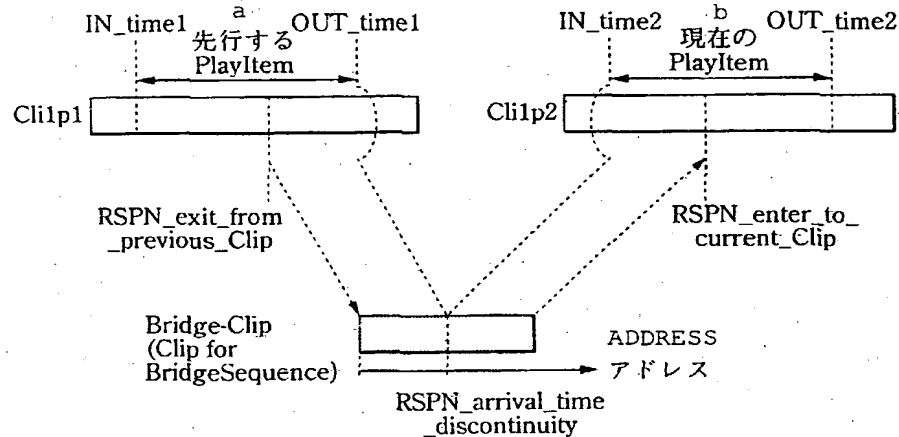 a
IN_time1
先行する
OUT_time1
PlayItem
b
IN_time2
現在の
OUT_time2
PlayItem
Cli1p1
Cli1p2
RSPN_exit_from
_previous_Clip
RSPN_enter_to_
current_Clip
Bridge-Clip
(Clip for
BridgeSequence)
ADDRESS
アドレス
RSPN_arrival_time
_discontinuity